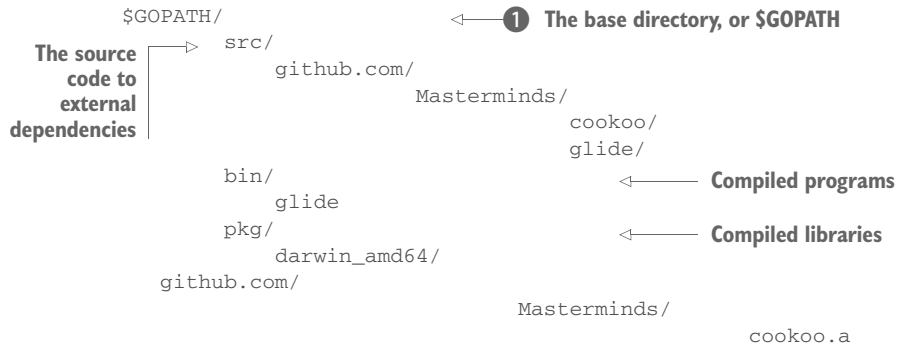 $GOPATH/ 1 The base directory, or $GOPATH
The source src/
code to github.com/
external Masterminds/
dependencies cookoo/
glide/
bin/ Compiled programs
glide
pkg/ Compiled libraries
darwin_amd64/
github.com/
Masterminds/
cookoo.a